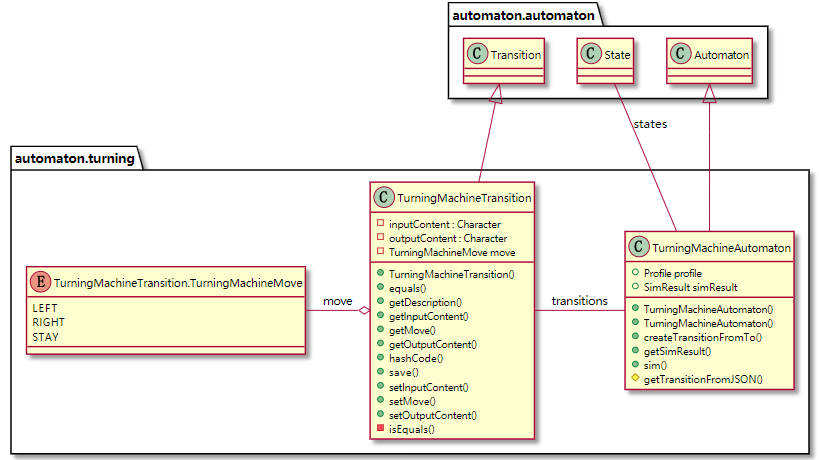 automaton.automaton
C Transition
C State
C Automaton
states
automaton.turning
C TurningMachineTransition
inputContent : Character
outputContent : Character
TurningMachineMove move
TurningMachineTransition()
equals()
getDescription()
getInputContent()
getMove()
getOutputContent()
hashCode()
save()
setInputContent()
setMove()
setOutputContent()
isEquals()
E TurningMachineTransition.TurningMachineMove
LEFT
RIGHT
STAY
move
transitions
C TurningMachineAutomaton
Profile profile
SimResult simResult
TurningMachineAutomaton()
TurningMachineAutomaton()
createTransitionFromTo()
getSimResult()
sim()
getTransitionFromJSON()